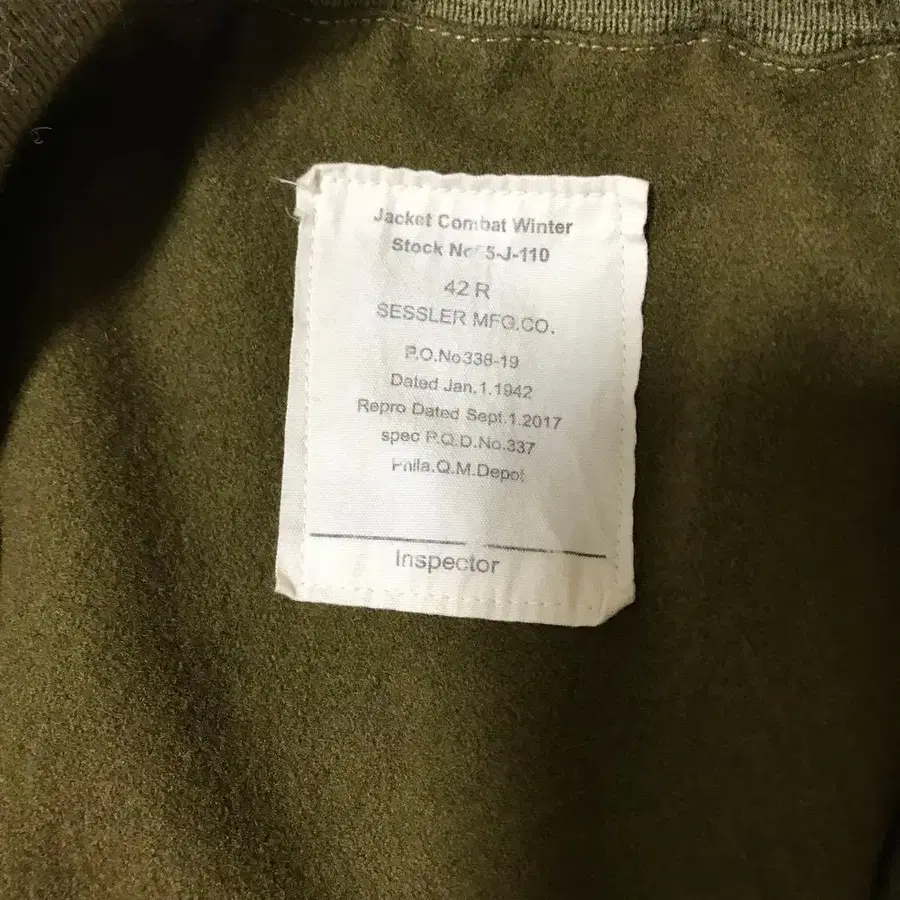 Jacket Combat Winter
Stock No 55-J-110
42 R
SESSLER MFG.CO.
P.O.No338-19
Dated Jan.1.1942
Repro Dated Sept.1.2017
spec P.Q.D.No.337
Phila.Q.M.Depot
Inspector